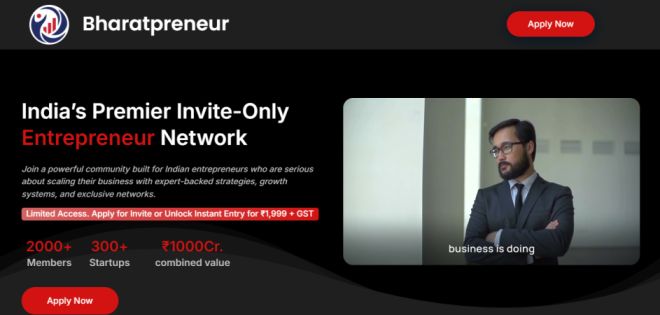 Bharatpreneur
Apply Now
India's Premier Invite-Only
Entrepreneur Network
Join a powerful community built for Indian entrepreneurs who are serious
about scaling their business with expert-backed strategies, growth
systems, and exclusive networks.
Limited Access. Apply for Invite or Unlock Instant Entry for ₹1,999 + GST
2000+ 300+ ₹1000Cr.
Members Startups combined value
Apply Now
business is doing